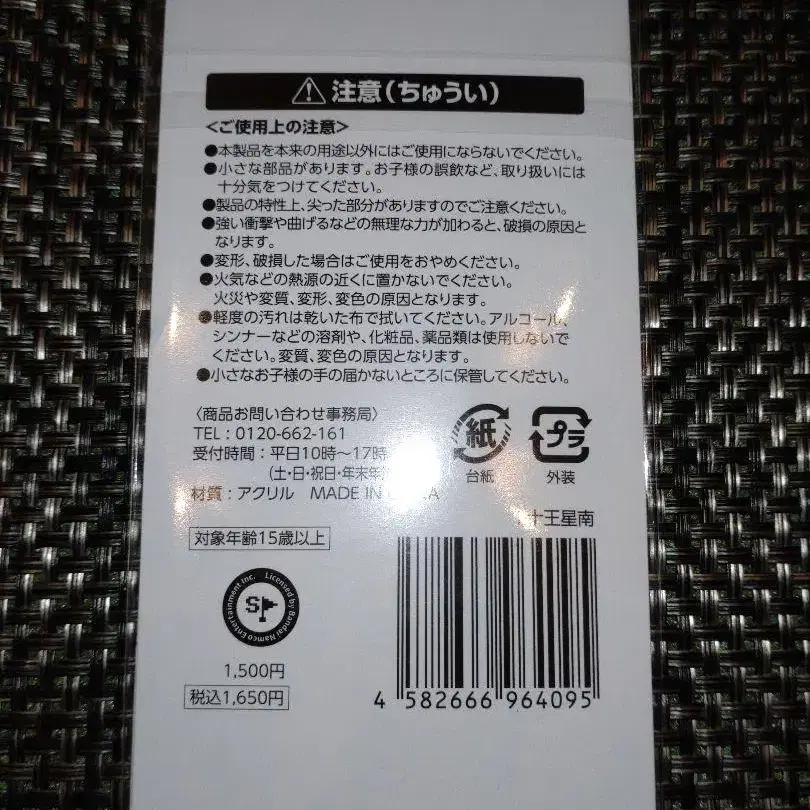 注意(ちゅうい)
<ご使用上の注意>
●本製品を本来の用途以外にはご使用にならないでください。
●小さな部品があります。お子様の誤飲など、取り扱いには
十分気をつけてください。
●製品の特性上、尖った部分がありますのでご注意ください。
●強い衝撃や曲げるなどの無理な力が加わると、破損の原因と
なります。
●変形、破損した場合はご使用をおやめください。
●火気などの熱源の近くに置かないでください。
火災や変質、変形、変色の原因となります。
●軽度の汚れは乾いた布で拭いてください。アルコール、
シンナーなどの溶剤や、化粧品、薬品類は使用しないで
ください。変質、変色の原因となります。
●小さなお子様の手の届かないところに保管してください。
〈商品お問い合わせ事務局〉
TEL:0120-662-161
受付時間:平日10時〜17時
(土・日・祝日・年末年
材質:アクリル MADE IN
紙
台紙
プラ
外装
十王星南
対象年齢15歳以上
Licensed by Bandai Namco Entertainment Inc.
S
1,500円
税込1,650円
4 582666 964095